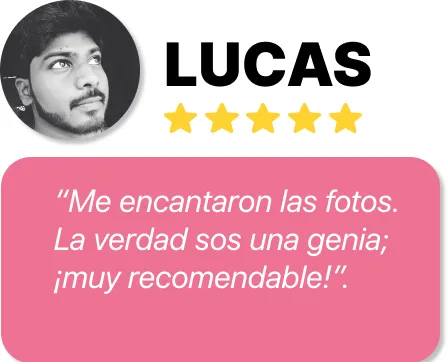 LUCAS
“Me encantaron las fotos.
La verdad sos una genia;
¡muy recomendable!”.